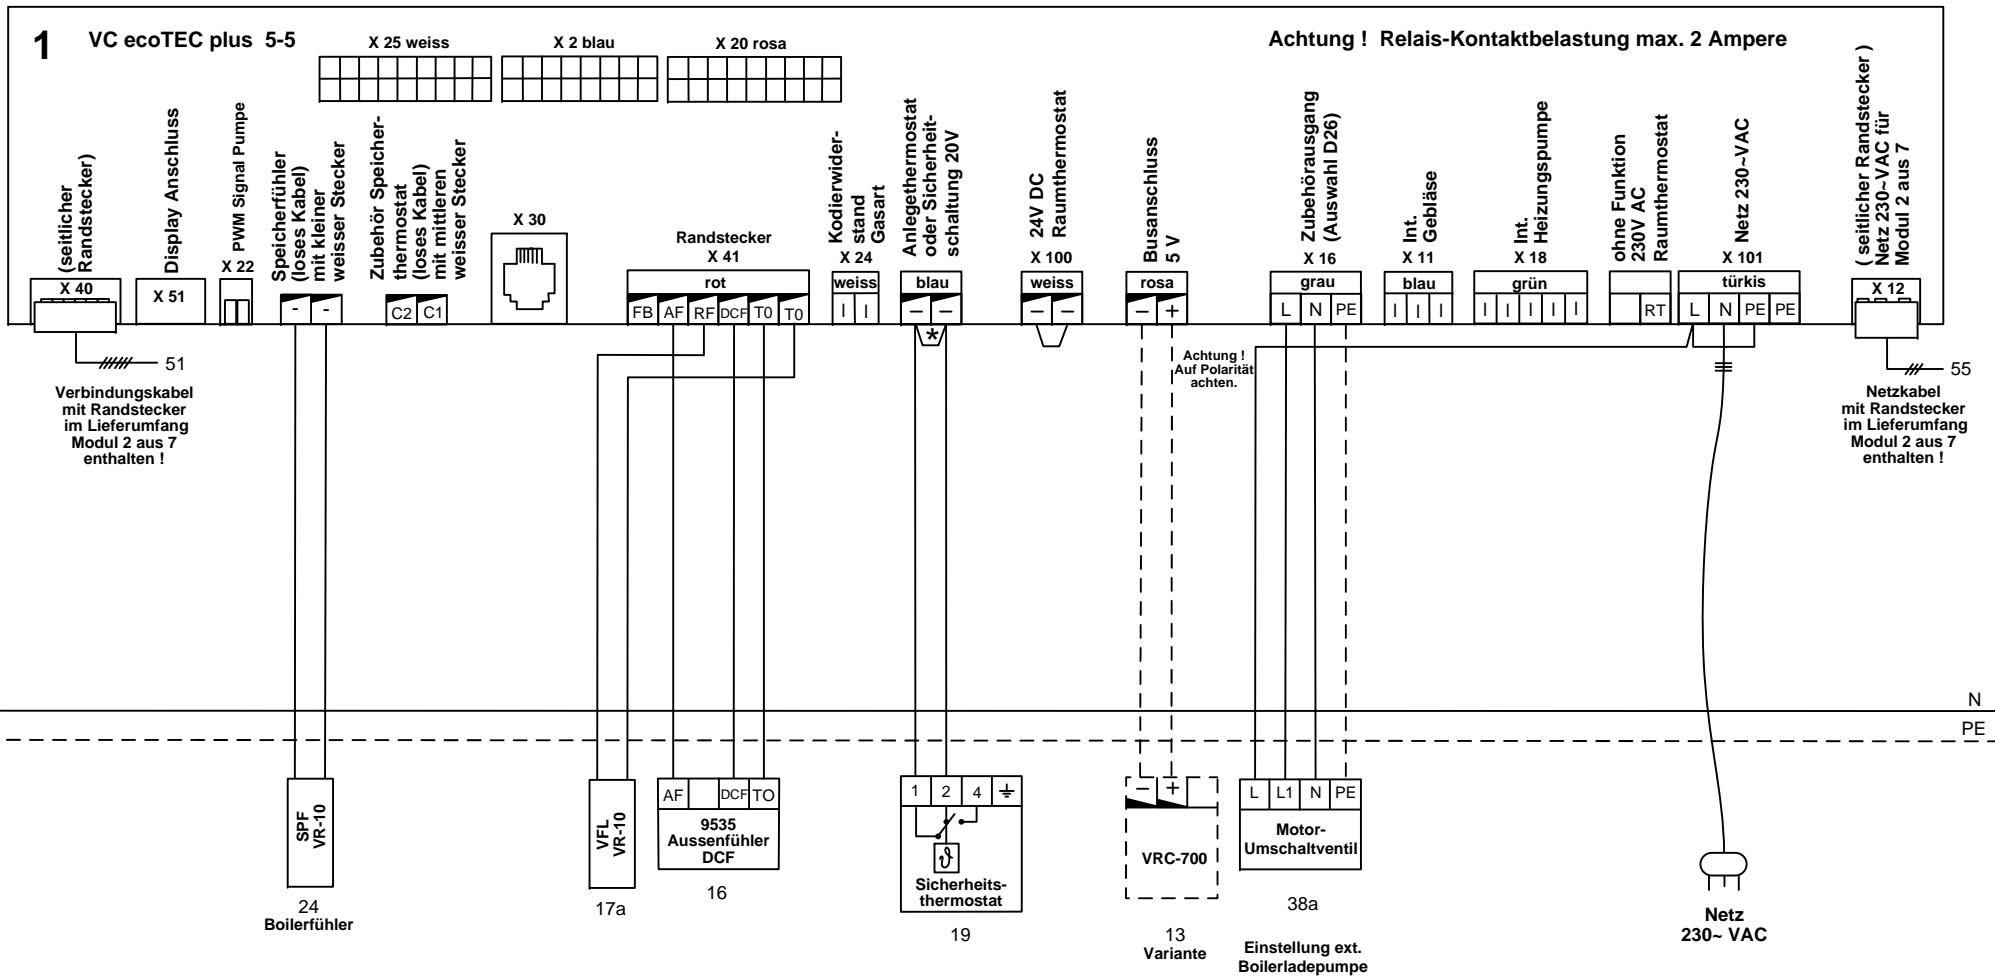 1
VC ecoTEC plus 5-5
X 25 weiss
X 2 blau
X 20 rosa
Achtung ! Relais-Kontaktbelastung max. 2 Ampere
(seitlicher
Randstecker)
X 40
Display Anschluss
X 51
PWM Signal Pumpe
X 22
Speicherfühler
(loses Kabel)
mit kleiner
weisser Stecker
- -
Zubehör Speicher-
thermostat
(loses Kabel)
mit mittleren
weisser Stecker
C2 C1
X 30
Randstecker
X 41
rot
FB AF RF DCF T0 T0
Kodierwider-
stand
Gasart
X 24
weiss
I I
Anlegethermostat
oder Sicherheit-
schaltung 20V
blau
– –
*
24V DC
Raumthermostat
X 100
weiss
– –
Busanschluss
5 V
rosa
– +
Zubehörausgang
(Auswahl D26)
X 16
grau
L N PE
Int.
Gebläse
X 11
blau
I I I
Int.
Heizungspumpe
X 18
grün
I I I I I
ohne Funktion
230V AC
Raumthermostat
RT
Netz 230~VAC
X 101
türkis
L N PE PE
( seitlicher Randstecker )
Netz 230~VAC für
Modul 2 aus 7
X 12
51
Verbindungskabel
mit Randstecker
im Lieferumfang
Modul 2 aus 7
enthalten !
Achtung !
Auf Polarität
achten.
55
Netzkabel
mit Randstecker
im Lieferumfang
Modul 2 aus 7
enthalten !
N
PE
SPF
VR-10
24
Boilerfühler
VFL
VR-10
17a
AF DCF TO
9535
Aussenfühler
DCF
16
1 2 4 ⏚
ϑ
Sicherheits-
thermostat
19
– +
VRC-700
13
Variante
L L1 N PE
Motor-
Umschaltventil
38a
Einstellung ext.
Boilerladepumpe
Netz
230~ VAC